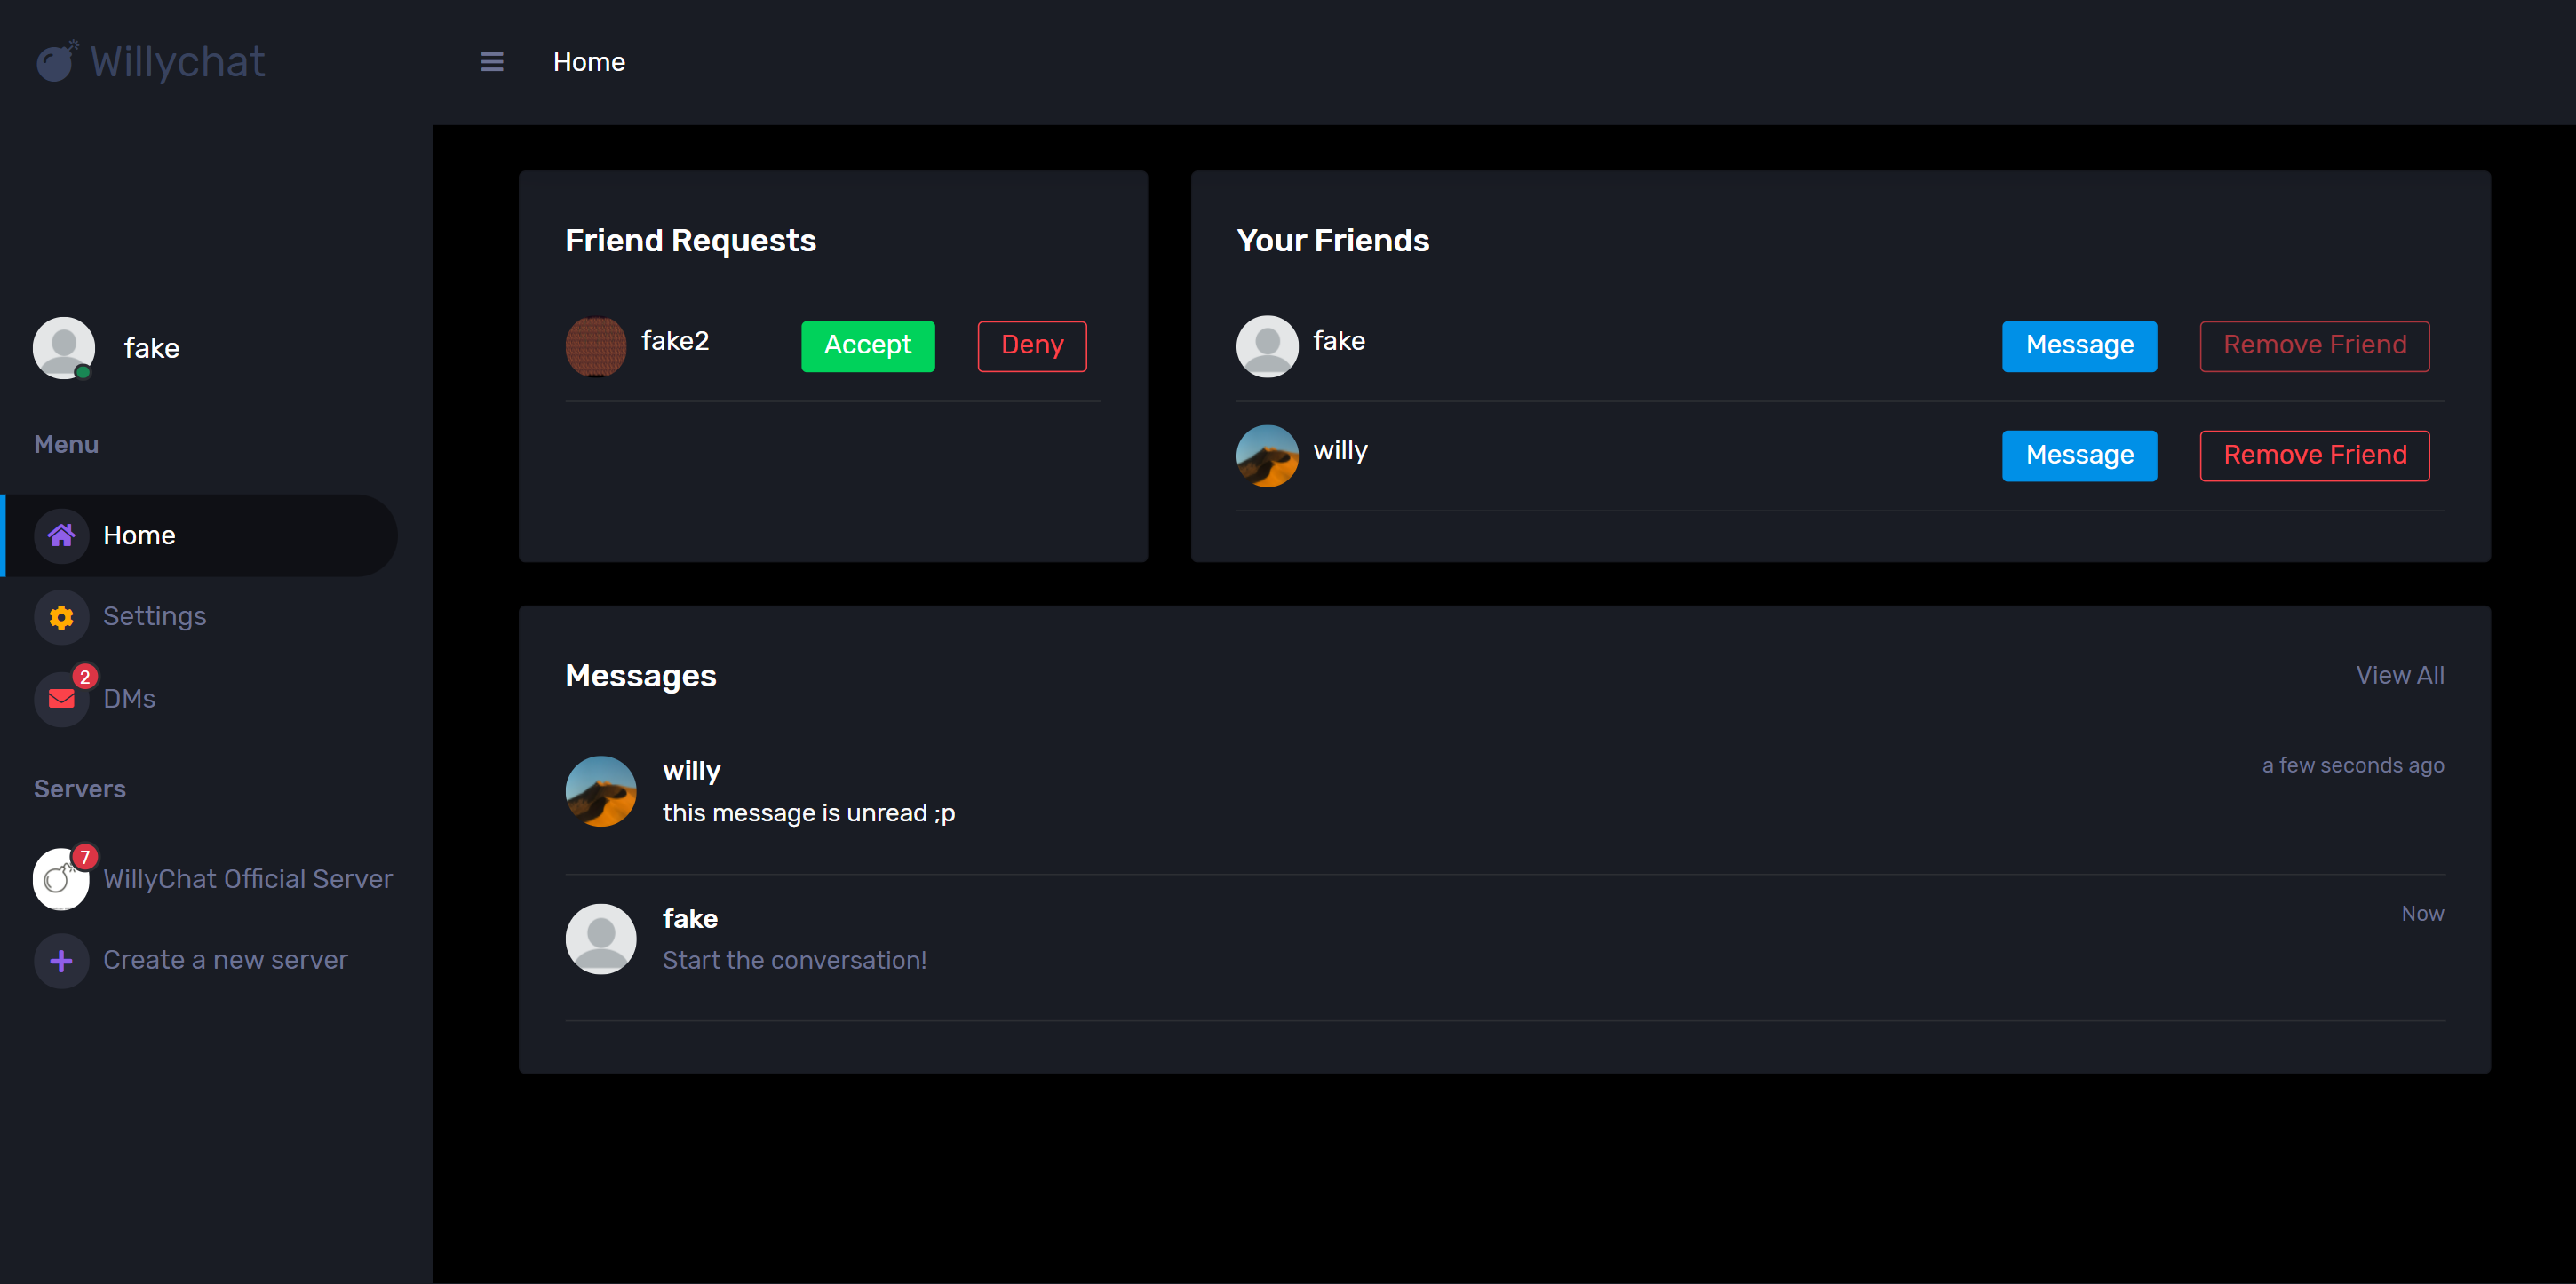 Willychat
Home
fake
Menu
Home
Settings
2
DMs
Servers
7
WillyChat Official Server
Create a new server
Friend Requests
fake2 Accept Deny
Your Friends
fake Message Remove Friend
willy Message Remove Friend
Messages View All
willy a few seconds ago
this message is unread ;p
fake Now
Start the conversation!